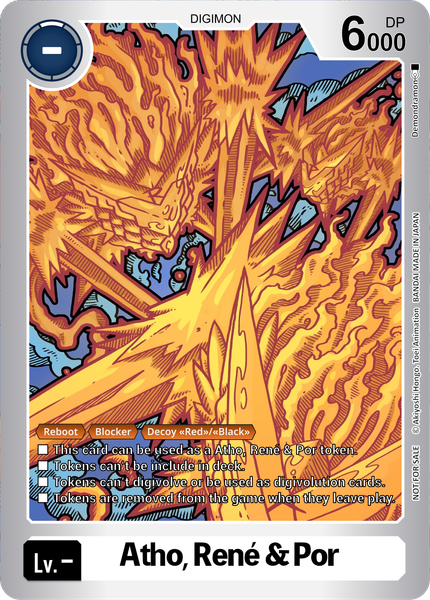 DIGIMON
-
6000
DP
Demondramon
Reboot
Blocker
Decoy «Red»/«Black»
This card can be used as a Atho, René & Por token.
Tokens can't be include in deck.
Tokens can't digivolve or be used as digivolution cards.
Tokens are removed from the game when they leave play.
NOT FOR SALE © Akiyoshi Hongo, Toei Animation BANDAI MADE IN JAPAN
Lv.-
Atho, René & Por